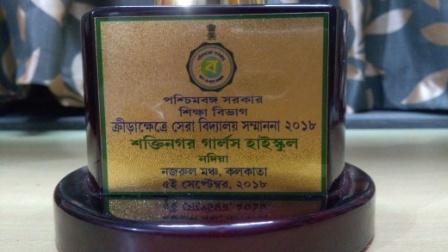 পশ্চিমবঙ্গ সরকার
শিক্ষা বিভাগ
ক্রীড়াক্ষেত্রে সেরা বিদ্যালয় সম্মাননা ২০১৮
শক্তিনগর গার্লস হাইস্কুল
নদিয়া
নজরুল মঞ্চ, কলকাতা
৫ই সেপ্টেম্বর, ২০১৮